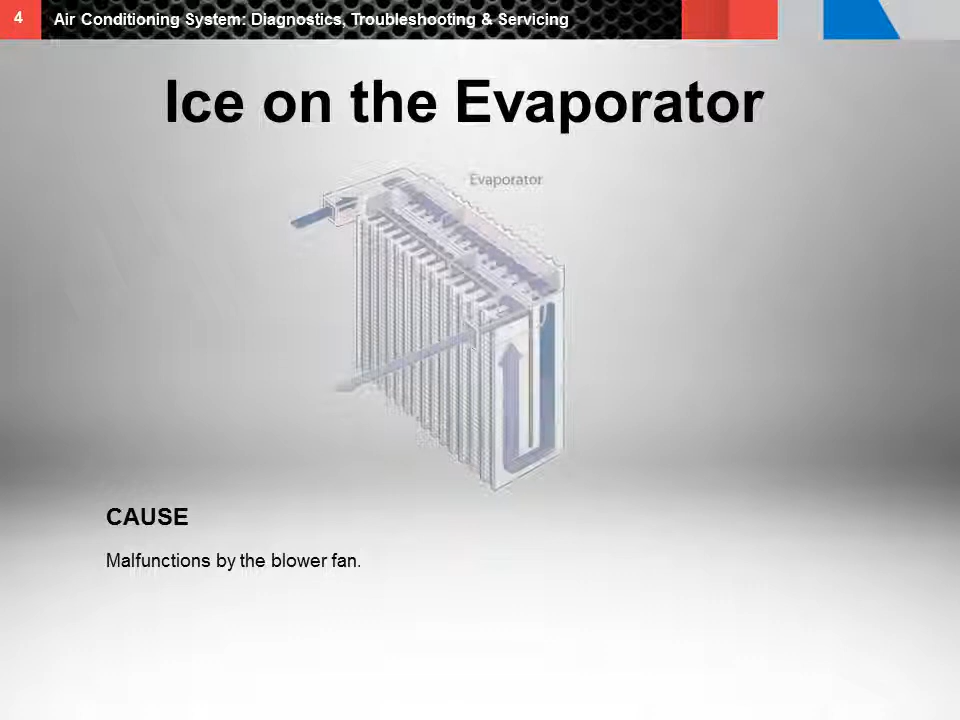 4
Air Conditioning System: Diagnostics, Troubleshooting & Servicing
Ice on the Evaporator
Evaporator
CAUSE
Malfunctions by the blower fan.